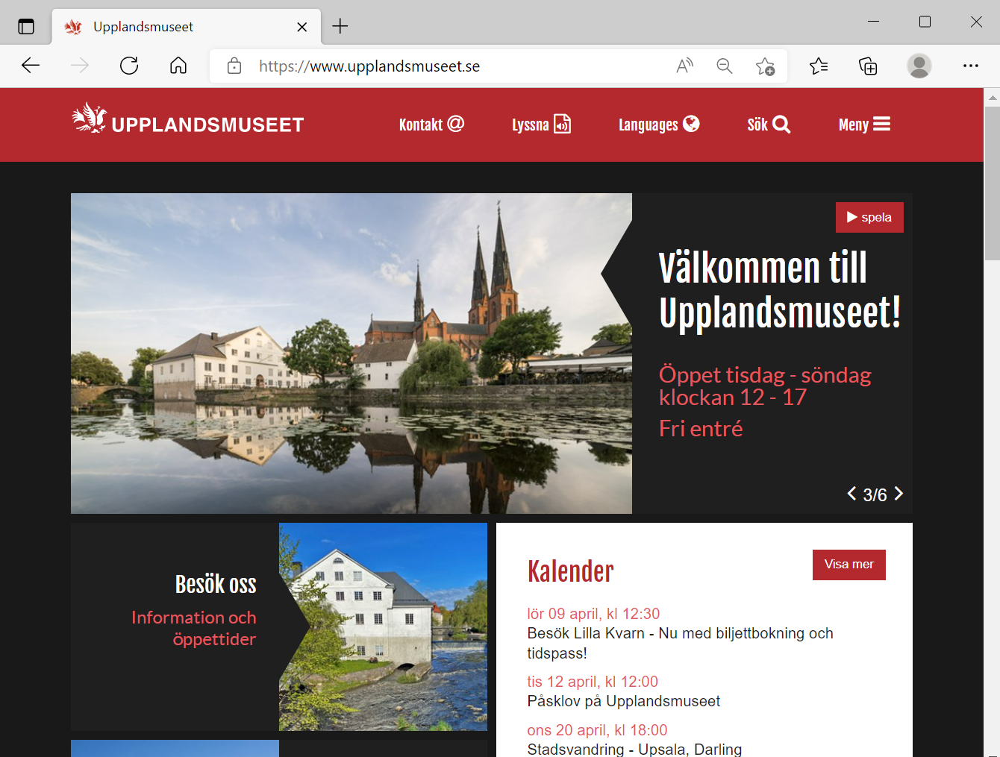 Upplandsmuseet
https://www.upplandsmuseet.se
UPPLANDSMUSEET
Kontakt @
Lyssna
Languages
Sök
Meny
spela
Välkommen till
Upplandsmuseet!
Öppet tisdag - söndag
klockan 12 - 17
Fri entré
3/6
Besök oss
Information och
öppettider
Kalender
Visa mer
lör 09 april, kl 12:30
Besök Lilla Kvarn - Nu med biljettbokning och
tidspass!
tis 12 april, kl 12:00
Påsklov på Upplandsmuseet
ons 20 april, kl 18:00
Stadsvandring - Upsala, Darling